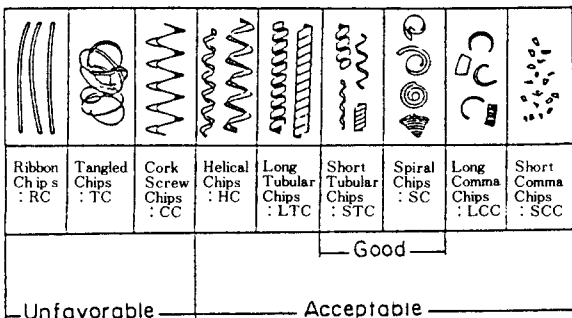 Ribbon
Chips
: RC
Tangled
Chips
: TC
Cork
Screw
Chips
: CC
Helical
Chips
: HC
Long
Tubular
Chips
: LTC
Short
Tubular
Chips
: STC
Spiral
Chips
: SC
Long
Comma
Chips
: LCC
Short
Comma
Chips
: SCC
Good
Unfavorable
Acceptable